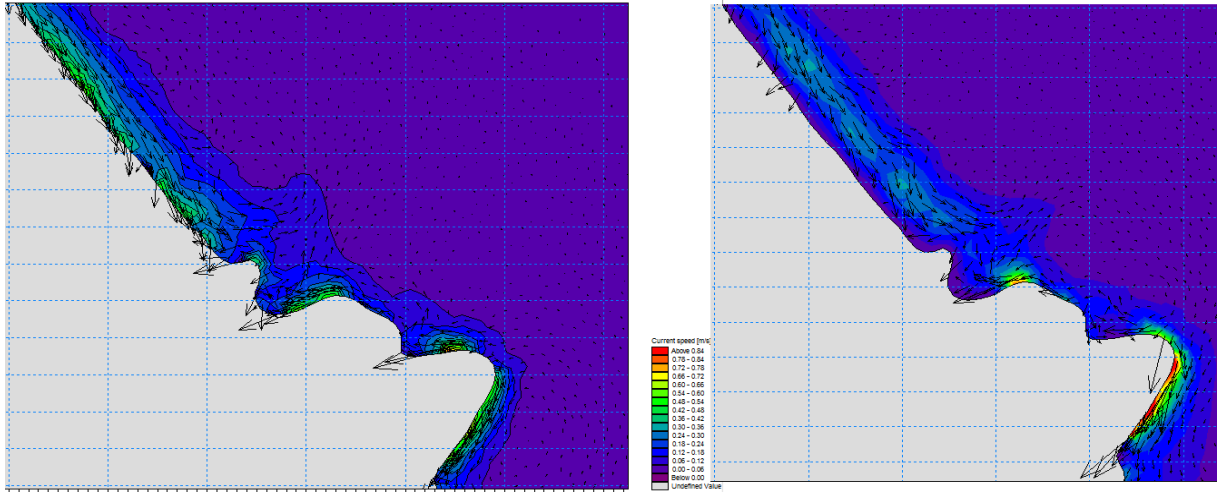 Current speed [m/s]
Above 0.84
0.78 - 0.84
0.72 - 0.78
0.66 - 0.72
0.60 - 0.66
0.54 - 0.60
0.48 - 0.54
0.42 - 0.48
0.36 - 0.42
0.30 - 0.36
0.24 - 0.30
0.18 - 0.24
0.12 - 0.18
0.06 - 0.12
0.00 - 0.06
Below 0.00
Undefined Value